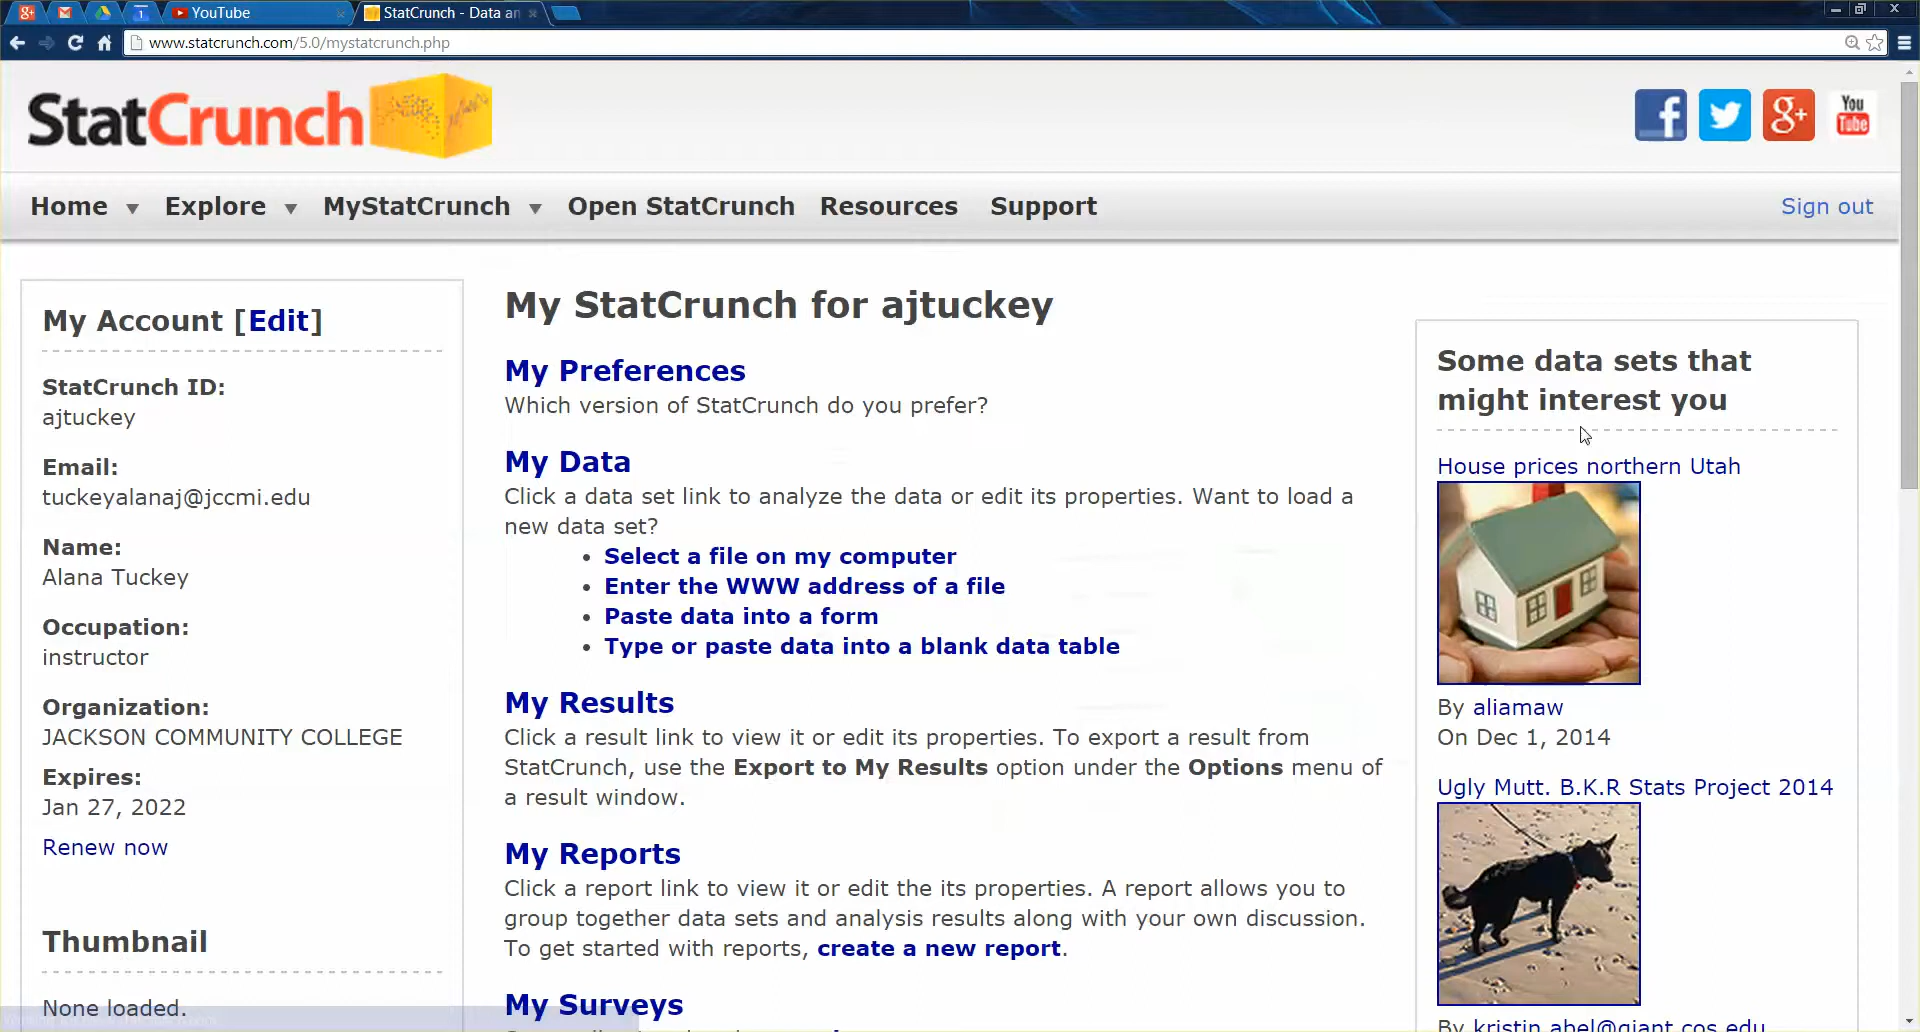 YouTube
StatCrunch - Data an
www.statcrunch.com/5.0/mystatcrunch.php
StatCrunch
You
Tube
Home
Explore
MyStatCrunch
Open StatCrunch
Resources
Support
Sign out
My Account [Edit]
StatCrunch ID:
ajtuckey
Email:
tuckeyalanaj@jccmi.edu
Name:
Alana Tuckey
Occupation:
instructor
Organization:
JACKSON COMMUNITY COLLEGE
Expires:
Jan 27, 2022
Renew now
Thumbnail
None loaded.
My StatCrunch for ajtuckey
My Preferences
Which version of StatCrunch do you prefer?
My Data
Click a data set link to analyze the data or edit its properties. Want to load a
new data set?
• Select a file on my computer
• Enter the WWW address of a file
• Paste data into a form
• Type or paste data into a blank data table
My Results
Click a result link to view it or edit its properties. To export a result from
StatCrunch, use the Export to My Results option under the Options menu of
a result window.
My Reports
Click a report link to view it or edit the its properties. A report allows you to
group together data sets and analysis results along with your own discussion.
To get started with reports, create a new report.
My Surveys
Some data sets that
might interest you
House prices northern Utah
By aliamaw
On Dec 1, 2014
Ugly Mutt. B.K.R Stats Project 2014
By kristin.abel@giant.cos.edu